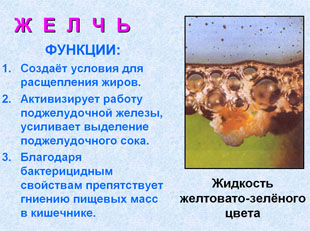 Ж Е Л Ч Ь
ФУНКЦИИ:
1. Создаёт условия для
расщепления жиров.
2. Активизирует работу
поджелудочной железы,
усиливает выделение
поджелудочного сока.
3. Благодаря
бактерицидным
свойствам препятствует
гниению пищевых масс
в кишечнике.
Жидкость
желтовато-зелёного
цвета